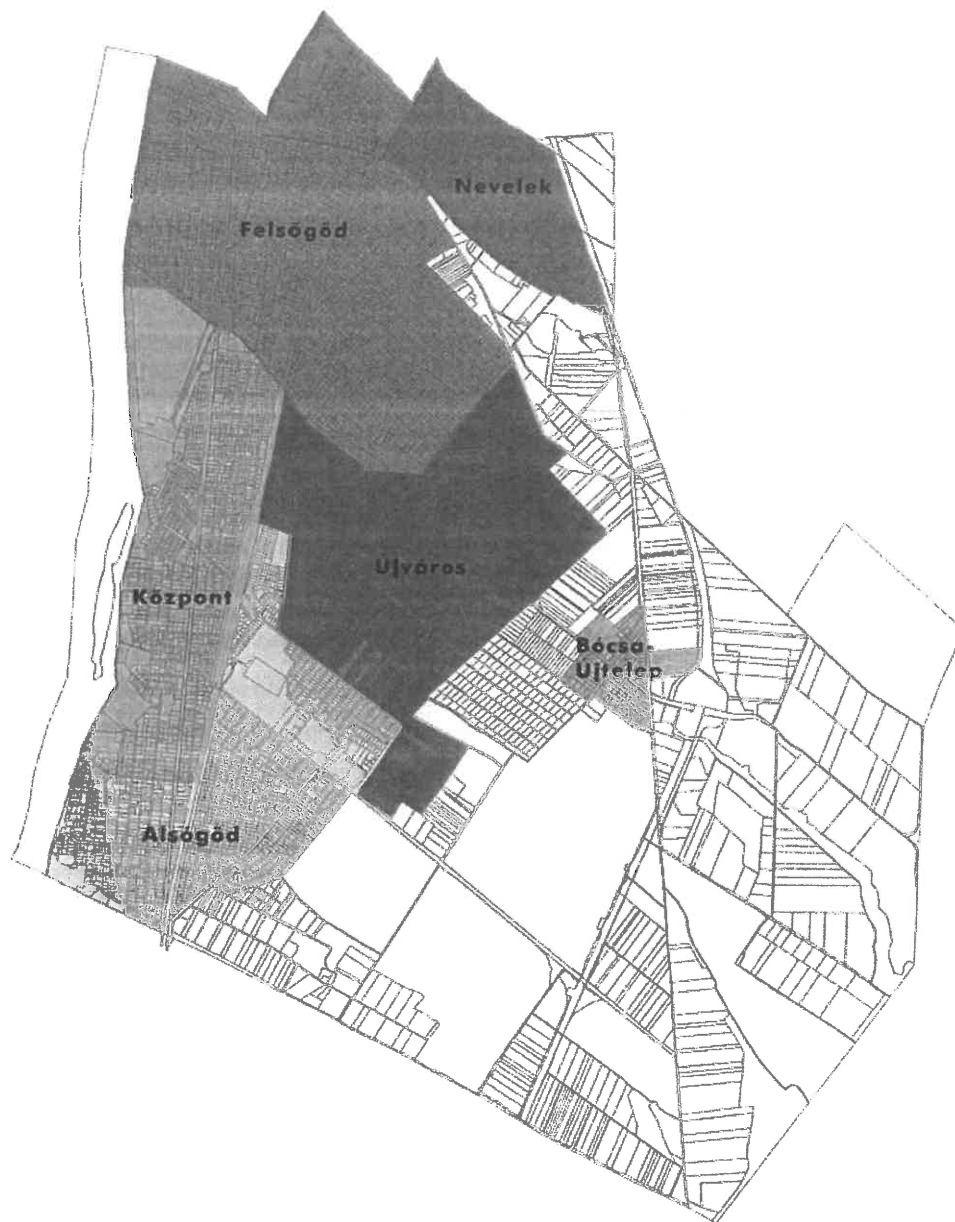 Nevelek
Felsőgöd
Újváros
Központ
Bócsa-
Újtelep
Alsógöd